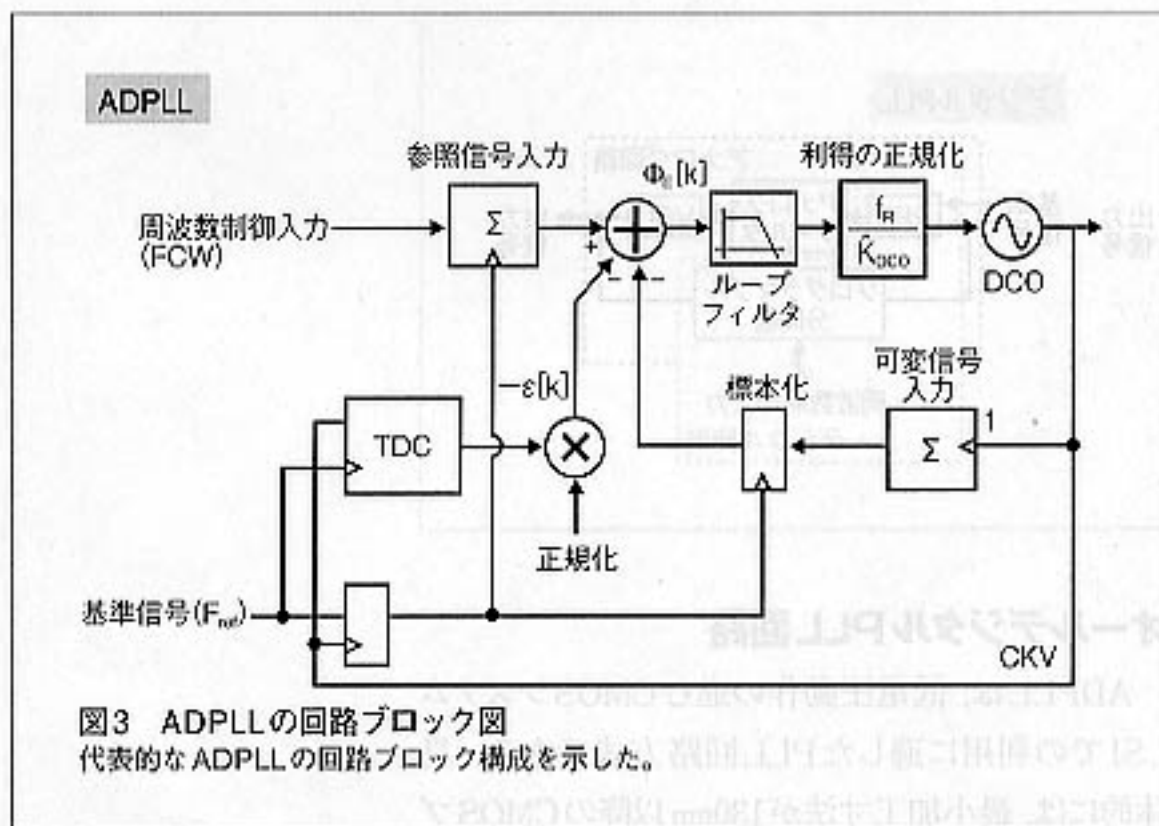 ADPLL
参照信号入力
Φε[k]
利得の正規化
周波数制御入力
(FCW)
Σ
+
-
-
fR
K̂DCO
ループ
フィルタ
DCO
-ε[k]
標本化
可変信号
入力
TDC
Σ
1
正規化
基準信号(Fref)
CKV
図3 ADPLLの回路ブロック図
代表的なADPLLの回路ブロック構成を示した。